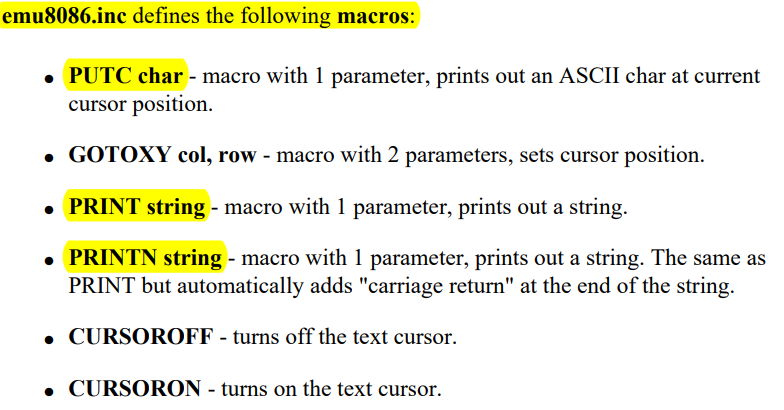 emu8086.inc defines the following macros:
• PUTC char - macro with 1 parameter, prints out an ASCII char at current
cursor position.
• GOTOXY col, row - macro with 2 parameters, sets cursor position.
• PRINT string - macro with 1 parameter, prints out a string.
• PRINTN string - macro with 1 parameter, prints out a string. The same as
PRINT but automatically adds "carriage return" at the end of the string.
• CURSOROFF - turns off the text cursor.
• CURSORON - turns on the text cursor.